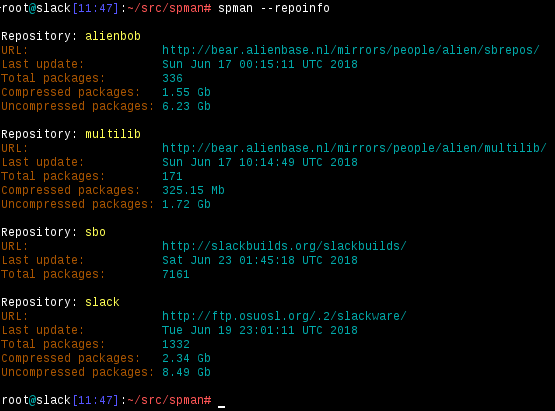 root@slack[11:47]:~/src/spman# spman --repoinfo
Repository: alienbob
URL: http://bear.alienbase.nl/mirrors/people/alien/sbrepos/
Last update: Sun Jun 17 00:15:11 UTC 2018
Total packages: 336
Compressed packages: 1.55 Gb
Uncompressed packages: 6.23 Gb
Repository: multilib
URL: http://bear.alienbase.nl/mirrors/people/alien/multilib/
Last update: Sun Jun 17 10:14:49 UTC 2018
Total packages: 171
Compressed packages: 325.15 Mb
Uncompressed packages: 1.72 Gb
Repository: sbo
URL: http://slackbuilds.org/slackbuilds/
Last update: Sat Jun 23 01:45:18 UTC 2018
Total packages: 7161
Repository: slack
URL: http://ftp.osuosl.org/.2/slackware/
Last update: Tue Jun 19 23:01:11 UTC 2018
Total packages: 1332
Compressed packages: 2.34 Gb
Uncompressed packages: 8.49 Gb
root@slack[11:47]:~/src/spman# _